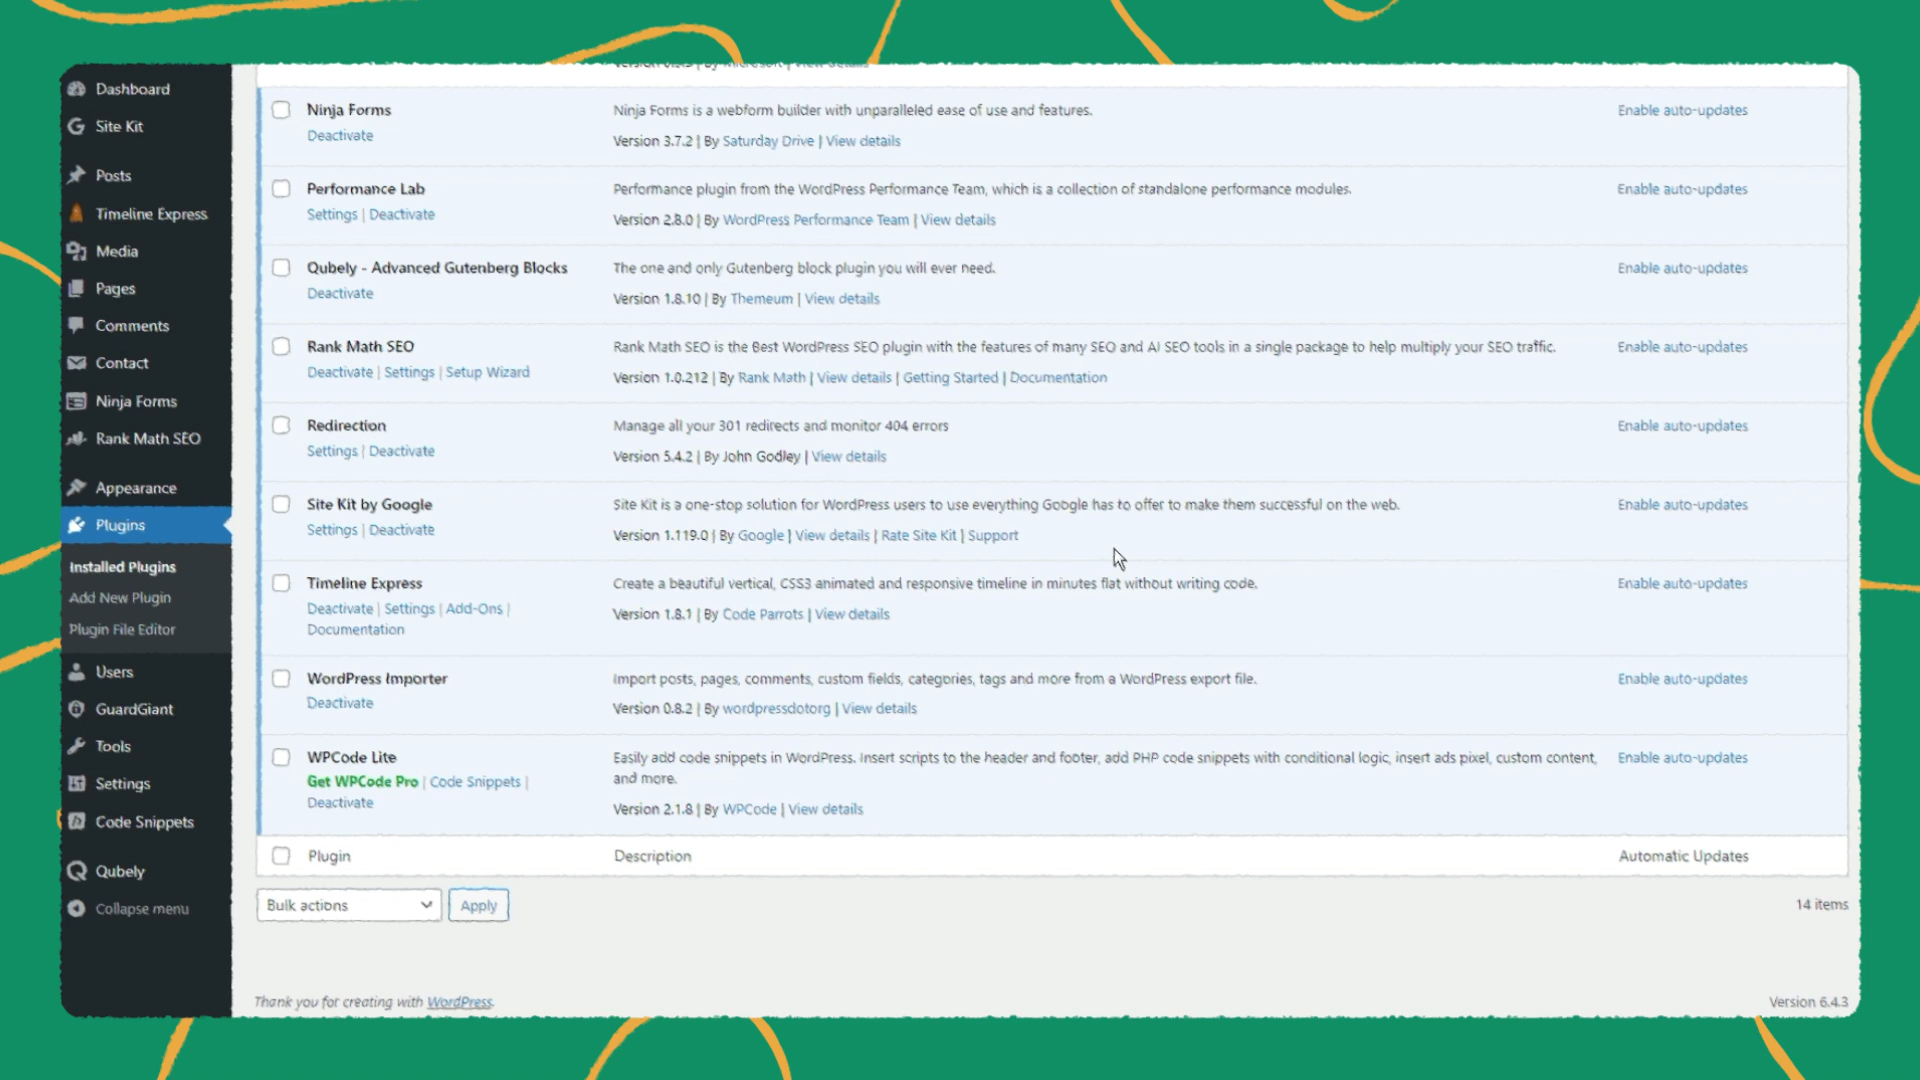 Dashboard
Site Kit
Posts
Timeline Express
Media
Pages
Comments
Contact
Ninja Forms
Rank Math SEO
Appearance
Plugins
Installed Plugins
Add New Plugin
Plugin File Editor
Users
GuardGiant
Tools
Settings
Code Snippets
Qubely
Collapse menu
Ninja Forms
Deactivate
Ninja Forms is a webform builder with unparalleled ease of use and features.
Version 3.7.2 | By Saturday Drive | View details
Enable auto-updates
Performance Lab
Settings | Deactivate
Performance plugin from the WordPress Performance Team, which is a collection of standalone performance modules.
Version 2.8.0 | By WordPress Performance Team | View details
Enable auto-updates
Qubely - Advanced Gutenberg Blocks
Deactivate
The one and only Gutenberg block plugin you will ever need.
Version 1.8.10 | By Themeum | View details
Enable auto-updates
Rank Math SEO
Deactivate | Settings | Setup Wizard
Rank Math SEO is the Best WordPress SEO plugin with the features of many SEO and AI SEO tools in a single package to help multiply your SEO traffic.
Version 1.0.212 | By Rank Math | View details | Getting Started | Documentation
Enable auto-updates
Redirection
Settings | Deactivate
Manage all your 301 redirects and monitor 404 errors
Version 5.4.2 | By John Godley | View details
Enable auto-updates
Site Kit by Google
Settings | Deactivate
Site Kit is a one-stop solution for WordPress users to use everything Google has to offer to make them successful on the web.
Version 1.119.0 | By Google | View details | Rate Site Kit | Support
Enable auto-updates
Timeline Express
Deactivate | Settings | Add-Ons |
Documentation
Create a beautiful vertical, CSS3 animated and responsive timeline in minutes flat without writing code.
Version 1.8.1 | By Code Parrots | View details
Enable auto-updates
WordPress Importer
Deactivate
Import posts, pages, comments, custom fields, categories, tags and more from a WordPress export file.
Version 0.8.2 | By wordpressdotorg | View details
Enable auto-updates
WPCode Lite
Get WPCode Pro | Code Snippets |
Deactivate
Easily add code snippets in WordPress. Insert scripts to the header and footer, add PHP code snippets with conditional logic, insert ads pixel, custom content,
and more.
Version 2.1.8 | By WPCode | View details
Enable auto-updates
Plugin
Description
Automatic Updates
Bulk actions
Apply
14 items
Thank you for creating with WordPress.
Version 6.4.3